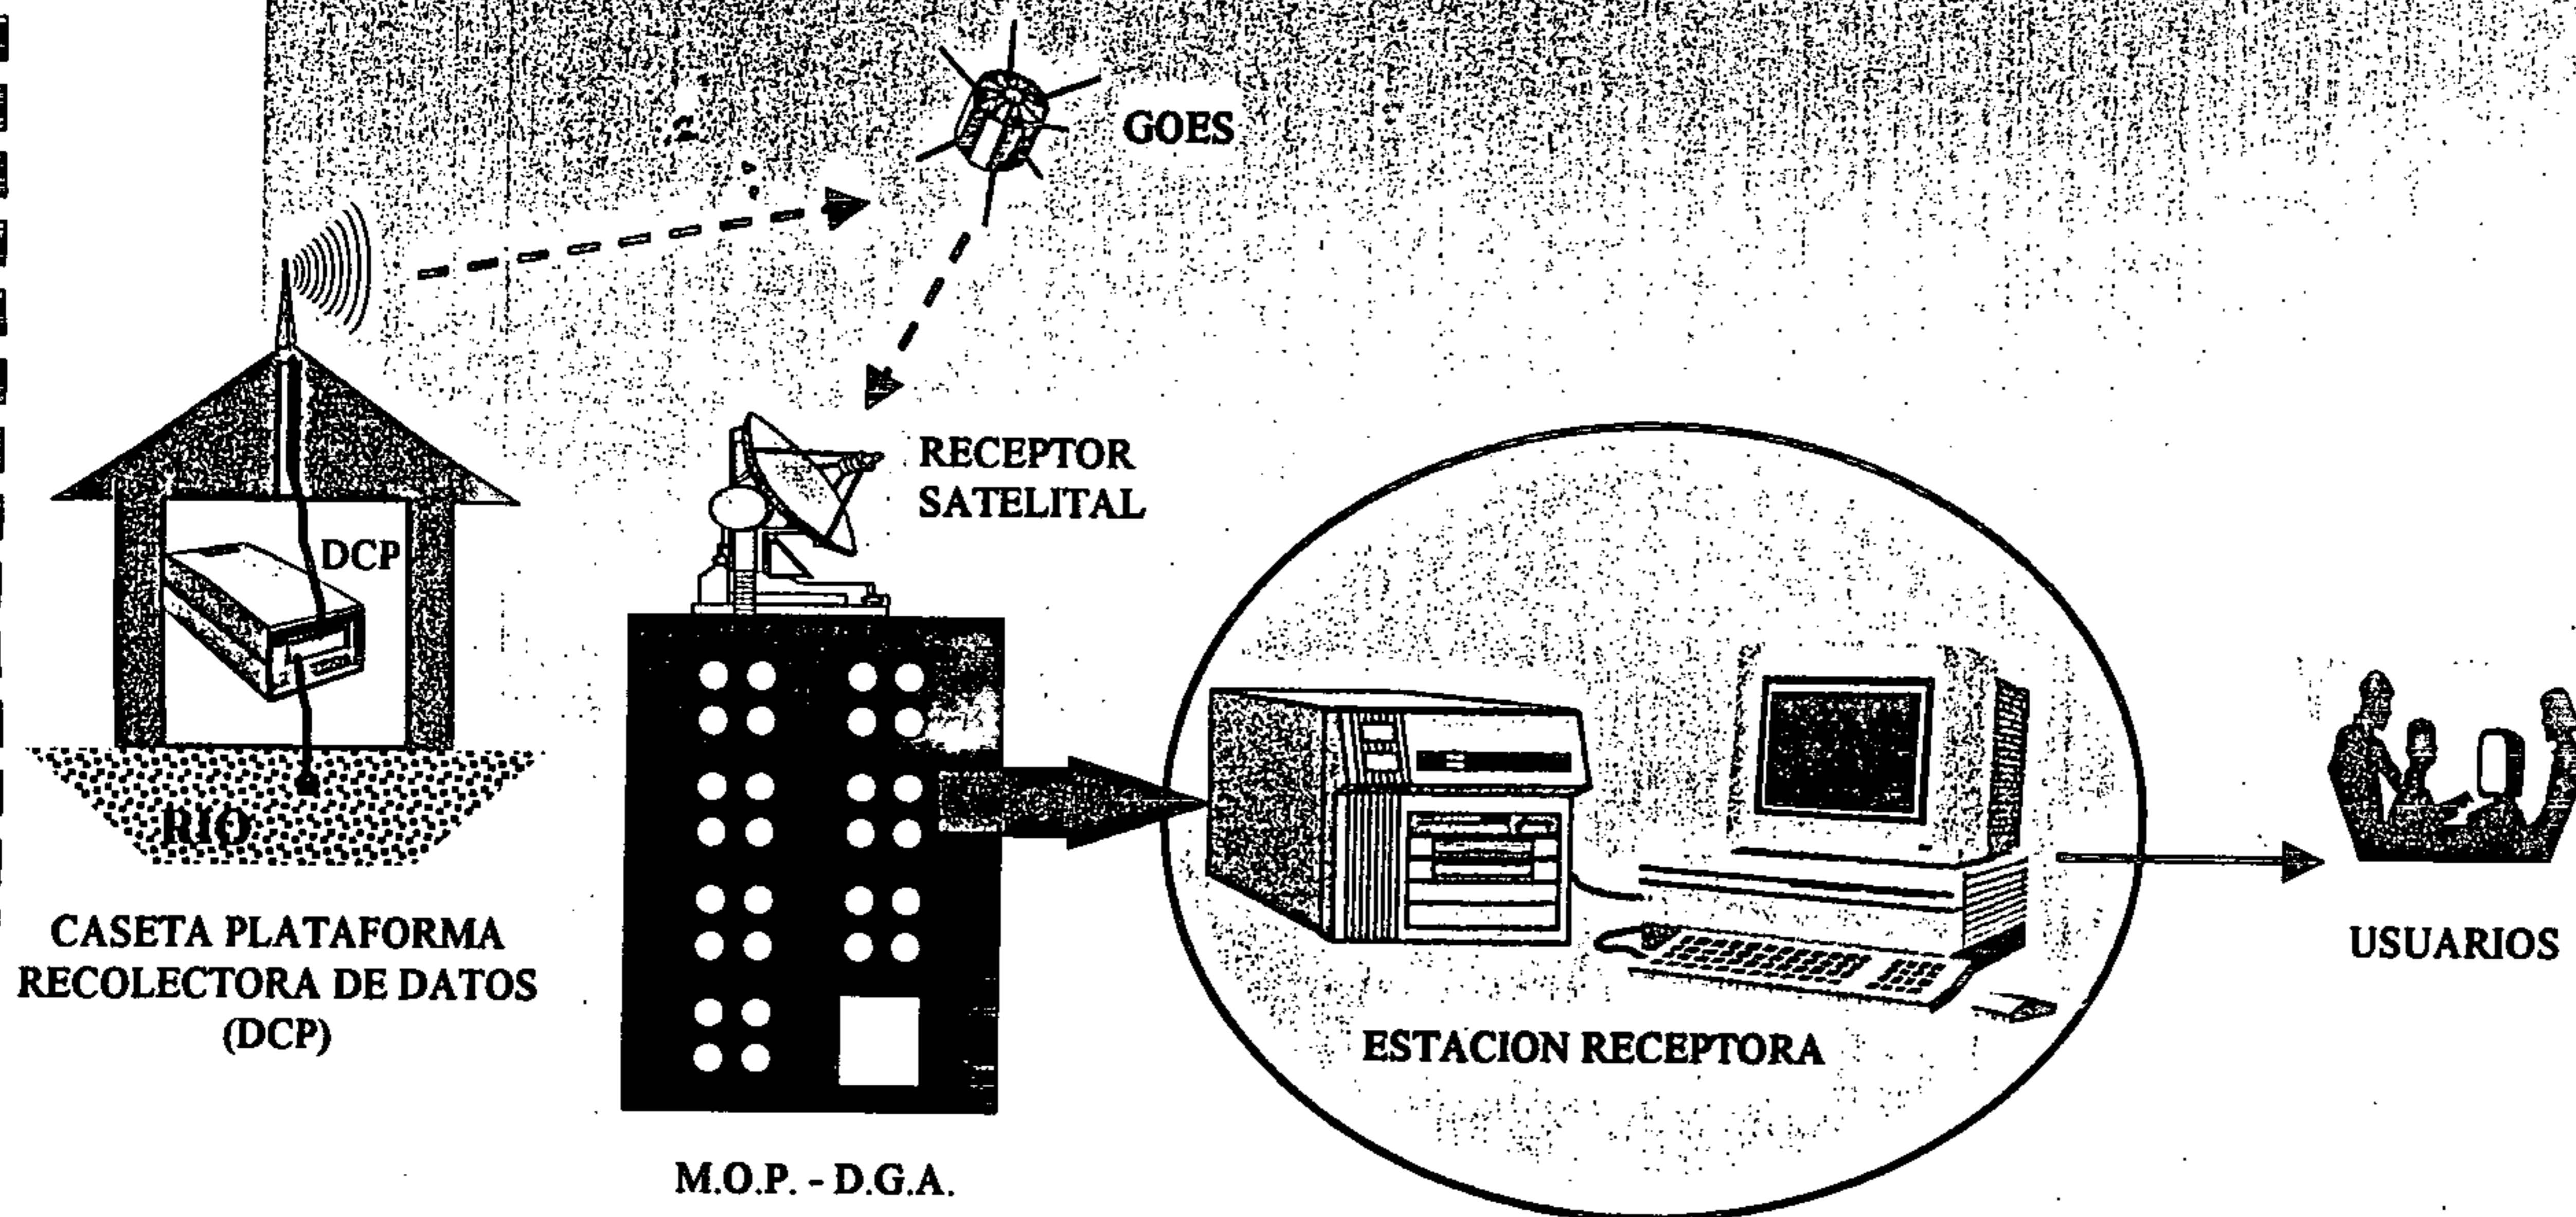 GOES
RECEPTOR
SATELITAL
DCP
RIO
CASETA PLATAFORMA
RECOLECTORA DE DATOS
(DCP)
M.O.P. - D.G.A.
ESTACION RECEPTORA
USUARIOS